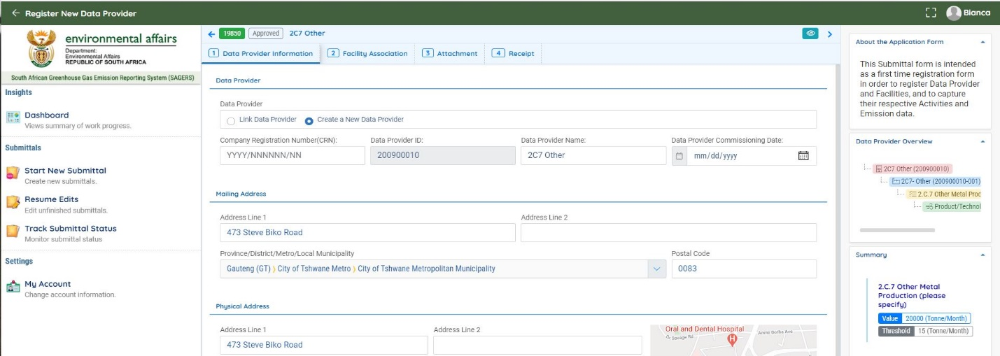 Register New Data Provider
Bianca
environmental affairs
Department:
Environmental Affairs
REPUBLIC OF SOUTH AFRICA
South African Greenhouse Gas Emission Reporting System (SAGERS)
Insights
Dashboard
Views summary of work progress.
Submittals
Start New Submittal
Create new submittals.
Resume Edits
Edit unfinished submittals.
Track Submittal Status
Monitor submittal status
Settings
My Account
Change account information.
19850 Approved 2C7 Other
1 Data Provider Information 2 Facility Association 3 Attachment 4 Receipt
Data Provider
Data Provider
Link Data Provider Create a New Data Provider
Company Registration Number(CRN): Data Provider ID: Data Provider Name: Data Provider Commissioning Date:
YYYY/NNNNNN/NN 200900010 2C7 Other mm/dd/yyyy
Mailing Address
Address Line 1 Address Line 2
473 Steve Biko Road
Province/District/Metro/Local Municipality Postal Code
Gauteng (GT) City of Tshwane Metro City of Tshwane Metropolitan Municipality 0083
Physical Address
Address Line 1 Address Line 2
473 Steve Biko Road
Oral and Dental Hospital
Savage Rd
Annie Botha Ave
H
About the Application Form
This Submittal form is intended
as a first time registration form
in order to register Data Provider
and Facilities, and to capture
their respective Activities and
Emission data.
Data Provider Overview
2C7 Other (200900010)
2C7- Other (200900010-001)
2.C.7 Other Metal Proc
Product/Technol
Summary
2.C.7 Other Metal
Production (please
specify)
Value 20000 (Tonne/Month)
Threshold 15 (Tonne/Month)